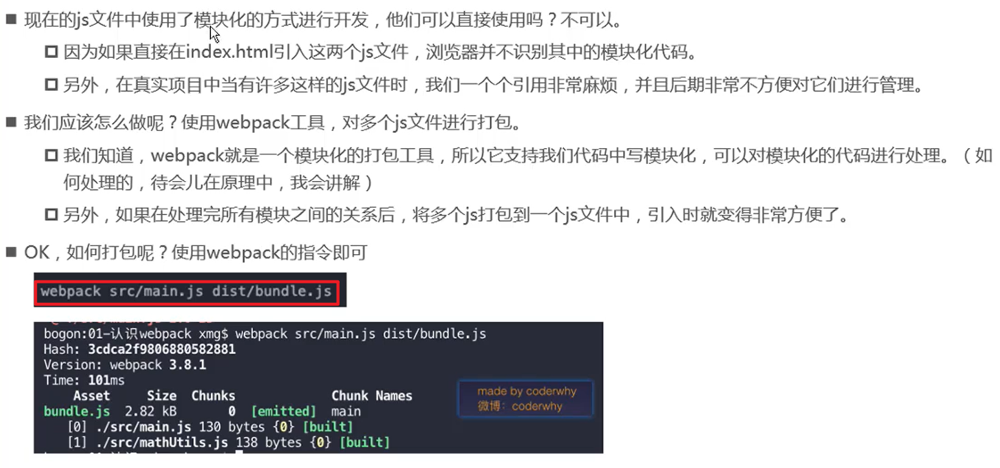 现在的js文件中使用了模块化的方式进行开发，他们可以直接使用吗？不可以。
因为如果直接在index.html引入这两个js文件，浏览器并不识别其中的模块化代码。
另外，在真实项目中当有许多这样的js文件时，我们一个个引用非常麻烦，并且后期非常不方便对它们进行管理。
我们应该怎么做呢？使用webpack工具，对多个js文件进行打包。
我们知道，webpack就是一个模块化的打包工具，所以它支持我们代码中写模块化，可以对模块化的代码进行处理。（如
何处理的，待会儿在原理中，我会讲解）
另外，如果在处理完所有模块之间的关系后，将多个js打包到一个js文件中，引入时就变得非常方便了。
OK，如何打包呢？使用webpack的指令即可
webpack src/main.js dist/bundle.js
bogon:01-认识webpack xmg$ webpack src/main.js dist/bundle.js
Hash: 3cdca2f9806880582881
Version: webpack 3.8.1
Time: 101ms
Asset Size Chunks Chunk Names
bundle.js 2.82 kB 0 [emitted] main
[0] ./src/main.js 130 bytes {0} [built]
[1] ./src/mathUtils.js 138 bytes {0} [built]
made by coderwhy
微博：coderwhy